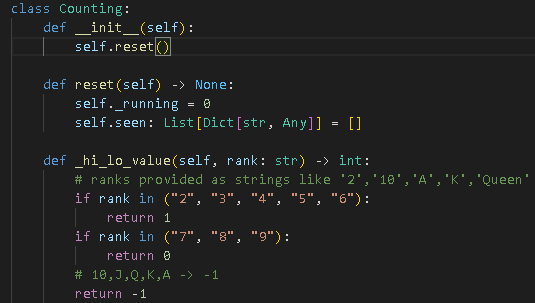 class Counting:
    def __init__(self):
        self.reset()

    def reset(self) -> None:
        self._running = 0
        self.seen: List[Dict[str, Any]] = []

    def _hi_lo_value(self, rank: str) -> int:
        # ranks provided as strings like '2','10','A','K','Queen'
        if rank in ("2", "3", "4", "5", "6"):
            return 1
        if rank in ("7", "8", "9"):
            return 0
        # 10,J,Q,K,A -> -1
        return -1